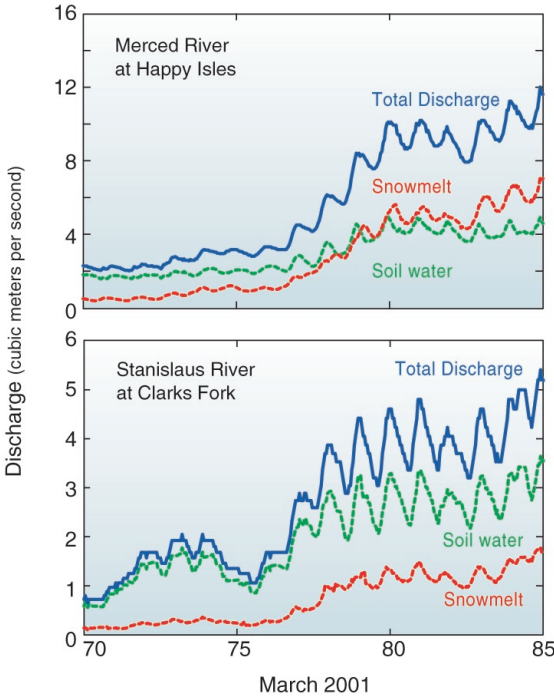 16
Merced River
at Happy Isles
12
Total Discharge
8
Snowmelt
4
Soil water
0
Discharge (cubic meters per second)
6
Stanislaus River
at Clarks Fork
Total Discharge
5
4
3
2
Soil water
1
Snowmelt
0
70 75 80 85
March 2001